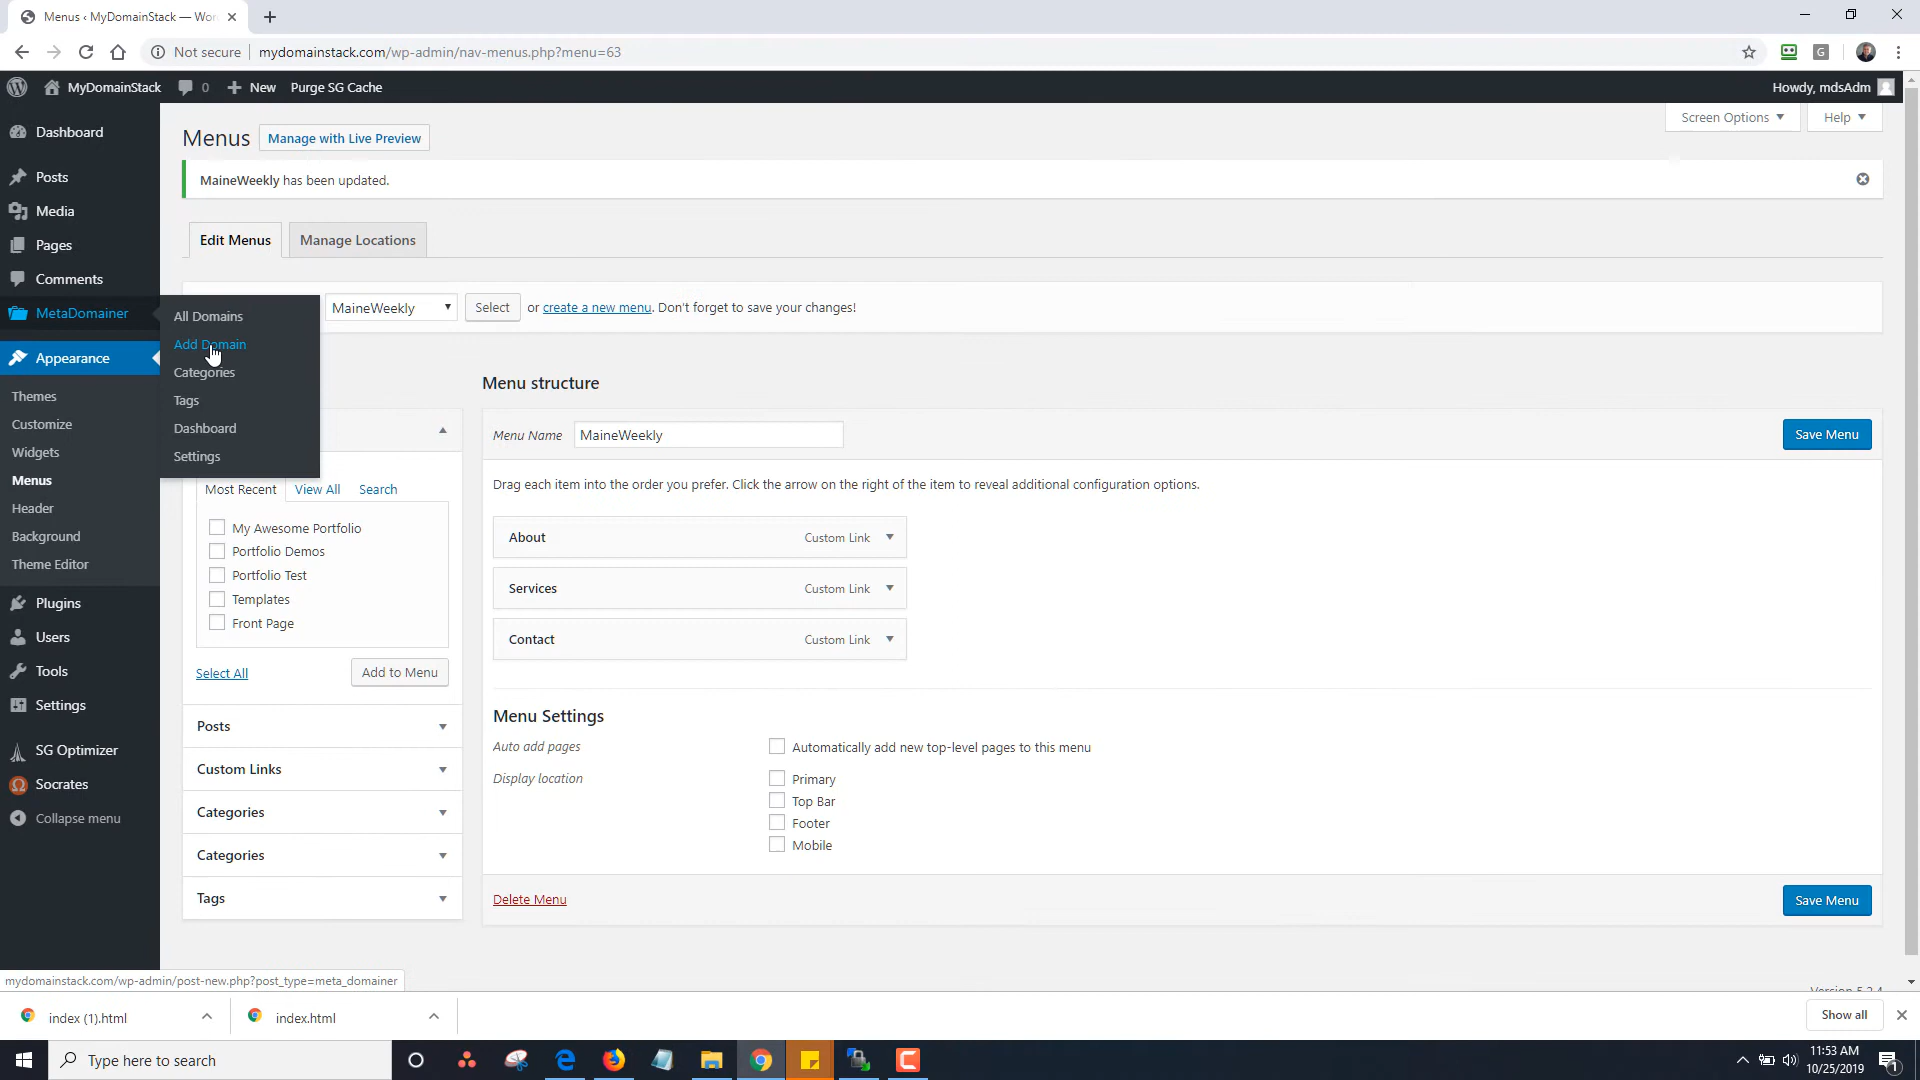 Menus ‹ MyDomainStack — Wor
Not secure
mydomainstack.com/wp-admin/nav-menus.php?menu=63
G
MyDomainStack
0
New
Purge SG Cache
Howdy, mdsAdm
Dashboard
Posts
Media
Pages
Comments
MetaDomainer
Appearance
Themes
Customize
Widgets
Menus
Header
Background
Theme Editor
Plugins
Users
Tools
Settings
SG Optimizer
Socrates
Collapse menu
All Domains
Add Domain
Categories
Tags
Dashboard
Settings
Menus
Manage with Live Preview
Screen Options
Help
MaineWeekly has been updated.
Edit Menus
Manage Locations
MaineWeekly
Select
or create a new menu. Don't forget to save your changes!
Most Recent
View All
Search
My Awesome Portfolio
Portfolio Demos
Portfolio Test
Templates
Front Page
Select All
Add to Menu
Posts
Custom Links
Categories
Categories
Tags
Menu structure
Menu Name
MaineWeekly
Save Menu
Drag each item into the order you prefer. Click the arrow on the right of the item to reveal additional configuration options.
About
Custom Link
Services
Custom Link
Contact
Custom Link
Menu Settings
Auto add pages
Automatically add new top-level pages to this menu
Display location
Primary
Top Bar
Footer
Mobile
Delete Menu
Save Menu
mydomainstack.com/wp-admin/post-new.php?post_type=meta_domainer
index (1).html
index.html
Show all
Type here to search
11:53 AM
10/25/2019
1